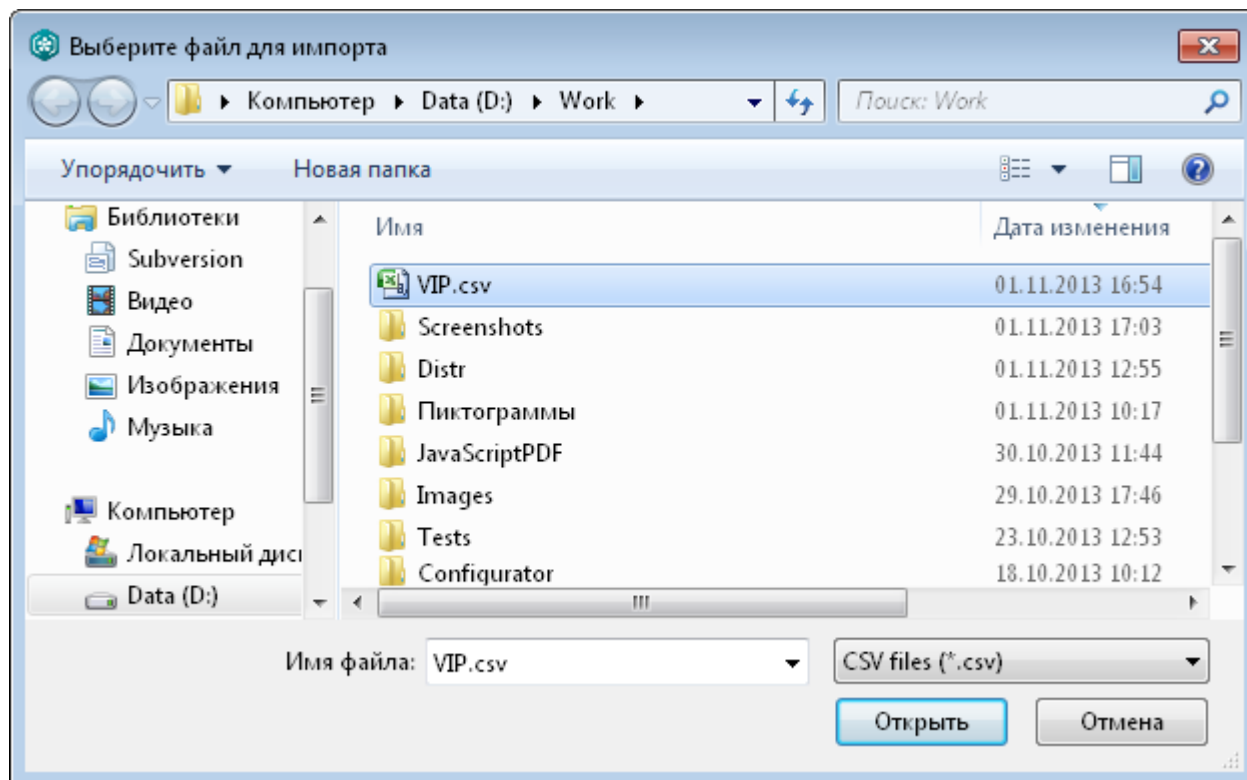 Выберите файл для импорта
Компьютер Data (D:) Work Поиск: Work
Упорядочить Новая папка
Библиотеки
Subversion
Видео
Документы
Изображения
Музыка
Компьютер
Локальный дис
Data (D:)
Имя Дата изменения
VIP.csv 01.11.2013 16:54
Screenshots 01.11.2013 17:03
Distr 01.11.2013 12:55
Пиктограммы 01.11.2013 10:17
JavaScriptPDF 30.10.2013 11:44
Images 29.10.2013 17:46
Tests 23.10.2013 12:53
Configurator 18.10.2013 10:12
Имя файла: VIP.csv CSV files (*.csv)
Открыть Отмена